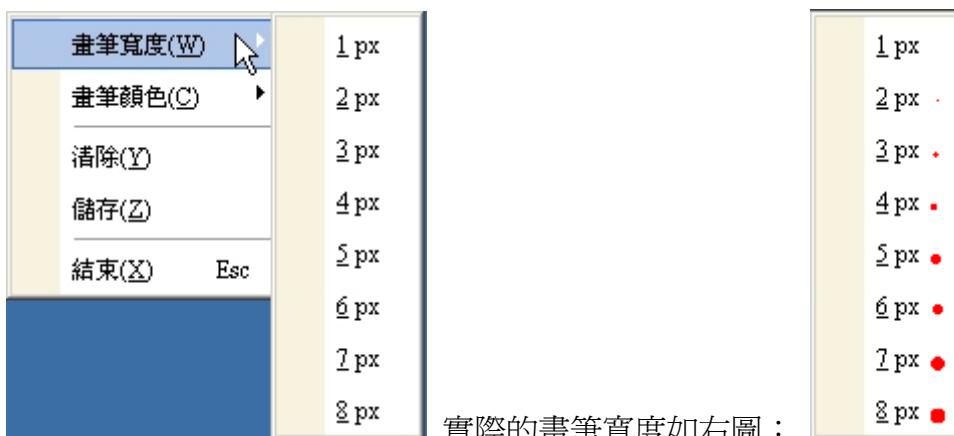 畫筆寬度(W)
畫筆顏色(C)
清除(Y)
儲存(Z)
結束(X) Esc
1 px
2 px
3 px
4 px
5 px
6 px
7 px
8 px
實際的畫筆寬度如右圖：
1 px
2 px
3 px
4 px
5 px
6 px
7 px
8 px